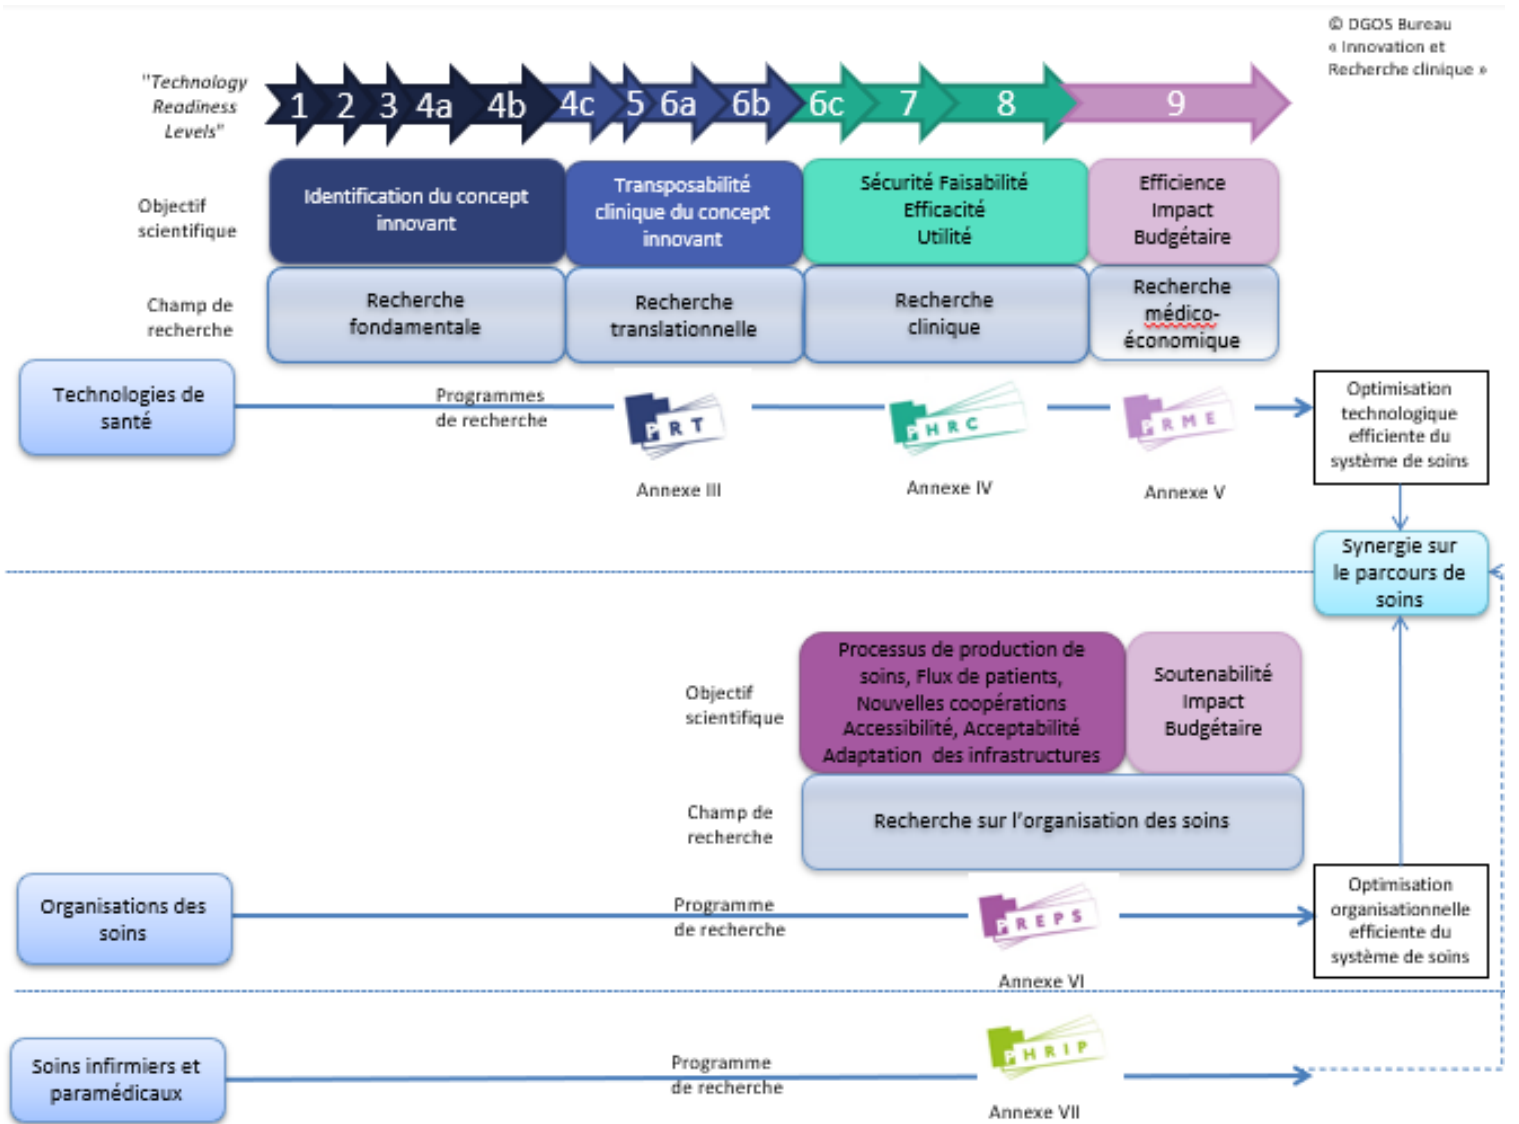 © DGOS Bureau
« Innovation et
Recherche clinique »
"Technology
Readiness
Levels"
1 2 3 4a 4b 4c 5 6a 6b 6c 7 8 9
Objectif
scientifique
Identification du concept
innovant
Transposabilité
clinique du concept
innovant
Sécurité Faisabilité
Efficacité
Utilité
Efficience
Impact
Budgétaire
Champ de
recherche
Recherche
fondamentale
Recherche
translationnelle
Recherche
clinique
Recherche
médico-
économique
Technologies de
santé
Programmes
de recherche
PRT
Annexe III
PHRC
Annexe IV
PRME
Annexe V
Optimisation
technologique
efficiente du
système de soins
Synergie sur
le parcours de
soins
Objectif
scientifique
Processus de production de
soins, Flux de patients,
Nouvelles coopérations
Accessibilité, Acceptabilité
Adaptation des infrastructures
Soutenabilité
Impact
Budgétaire
Champ de
recherche
Recherche sur l'organisation des soins
Organisations des
soins
Programme
de recherche
PREPS
Annexe VI
Optimisation
organisationnelle
efficiente du
système de soins
Soins infirmiers et
paramédicaux
Programme
de recherche
PHRIP
Annexe VII